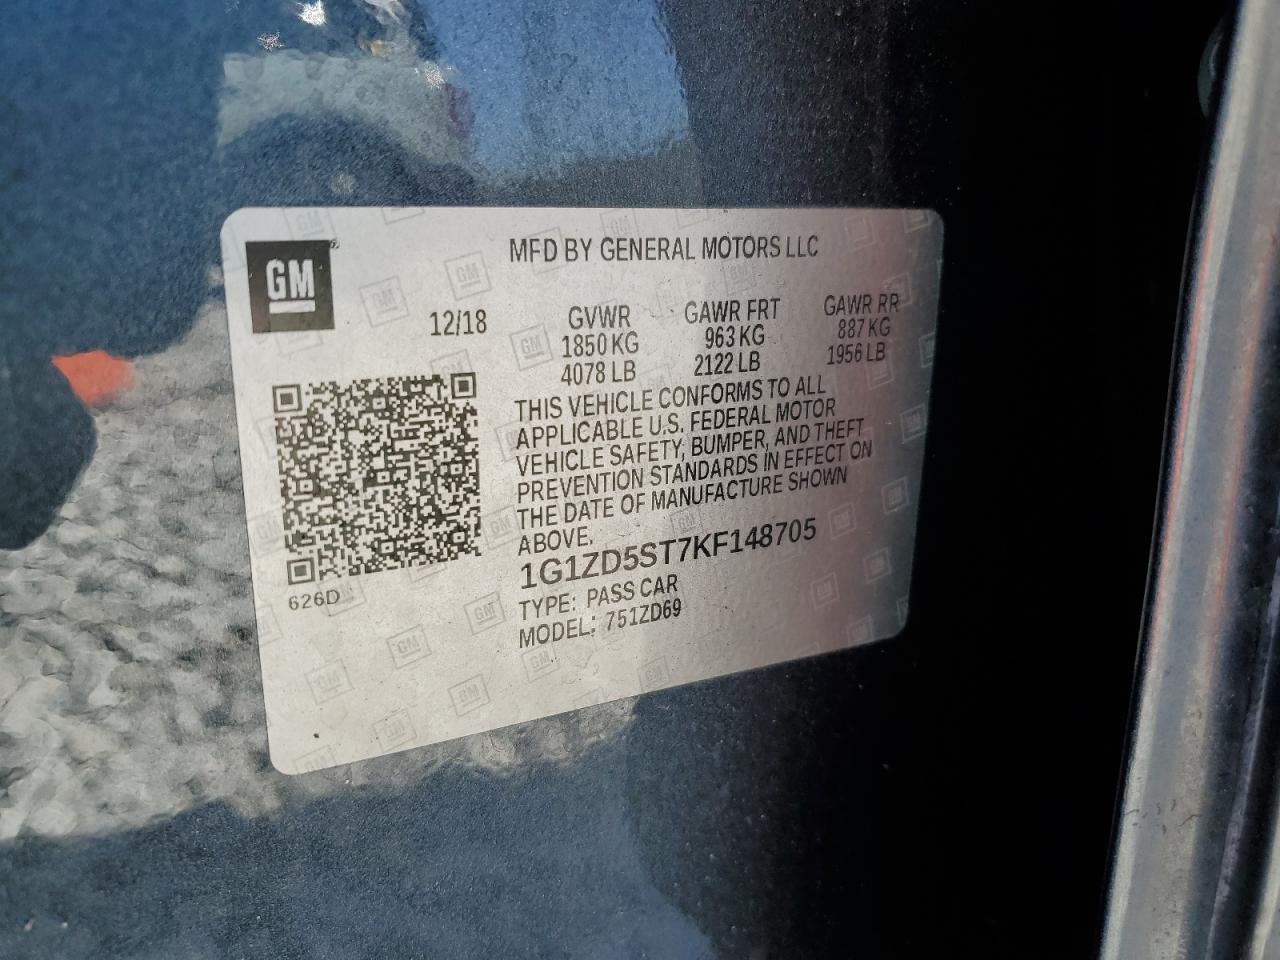 GM
MFD BY GENERAL MOTORS LLC
12/18
GVWR GAWR FRT GAWR RR
1850 KG 963 KG 887 KG
4078 LB 2122 LB 1956 LB
THIS VEHICLE CONFORMS TO ALL
APPLICABLE U.S. FEDERAL MOTOR
VEHICLE SAFETY, BUMPER, AND THEFT
PREVENTION STANDARDS IN EFFECT ON
THE DATE OF MANUFACTURE SHOWN
ABOVE.
1G1ZD5ST7KF148705
TYPE: PASS CAR
MODEL: 751ZD69
626D